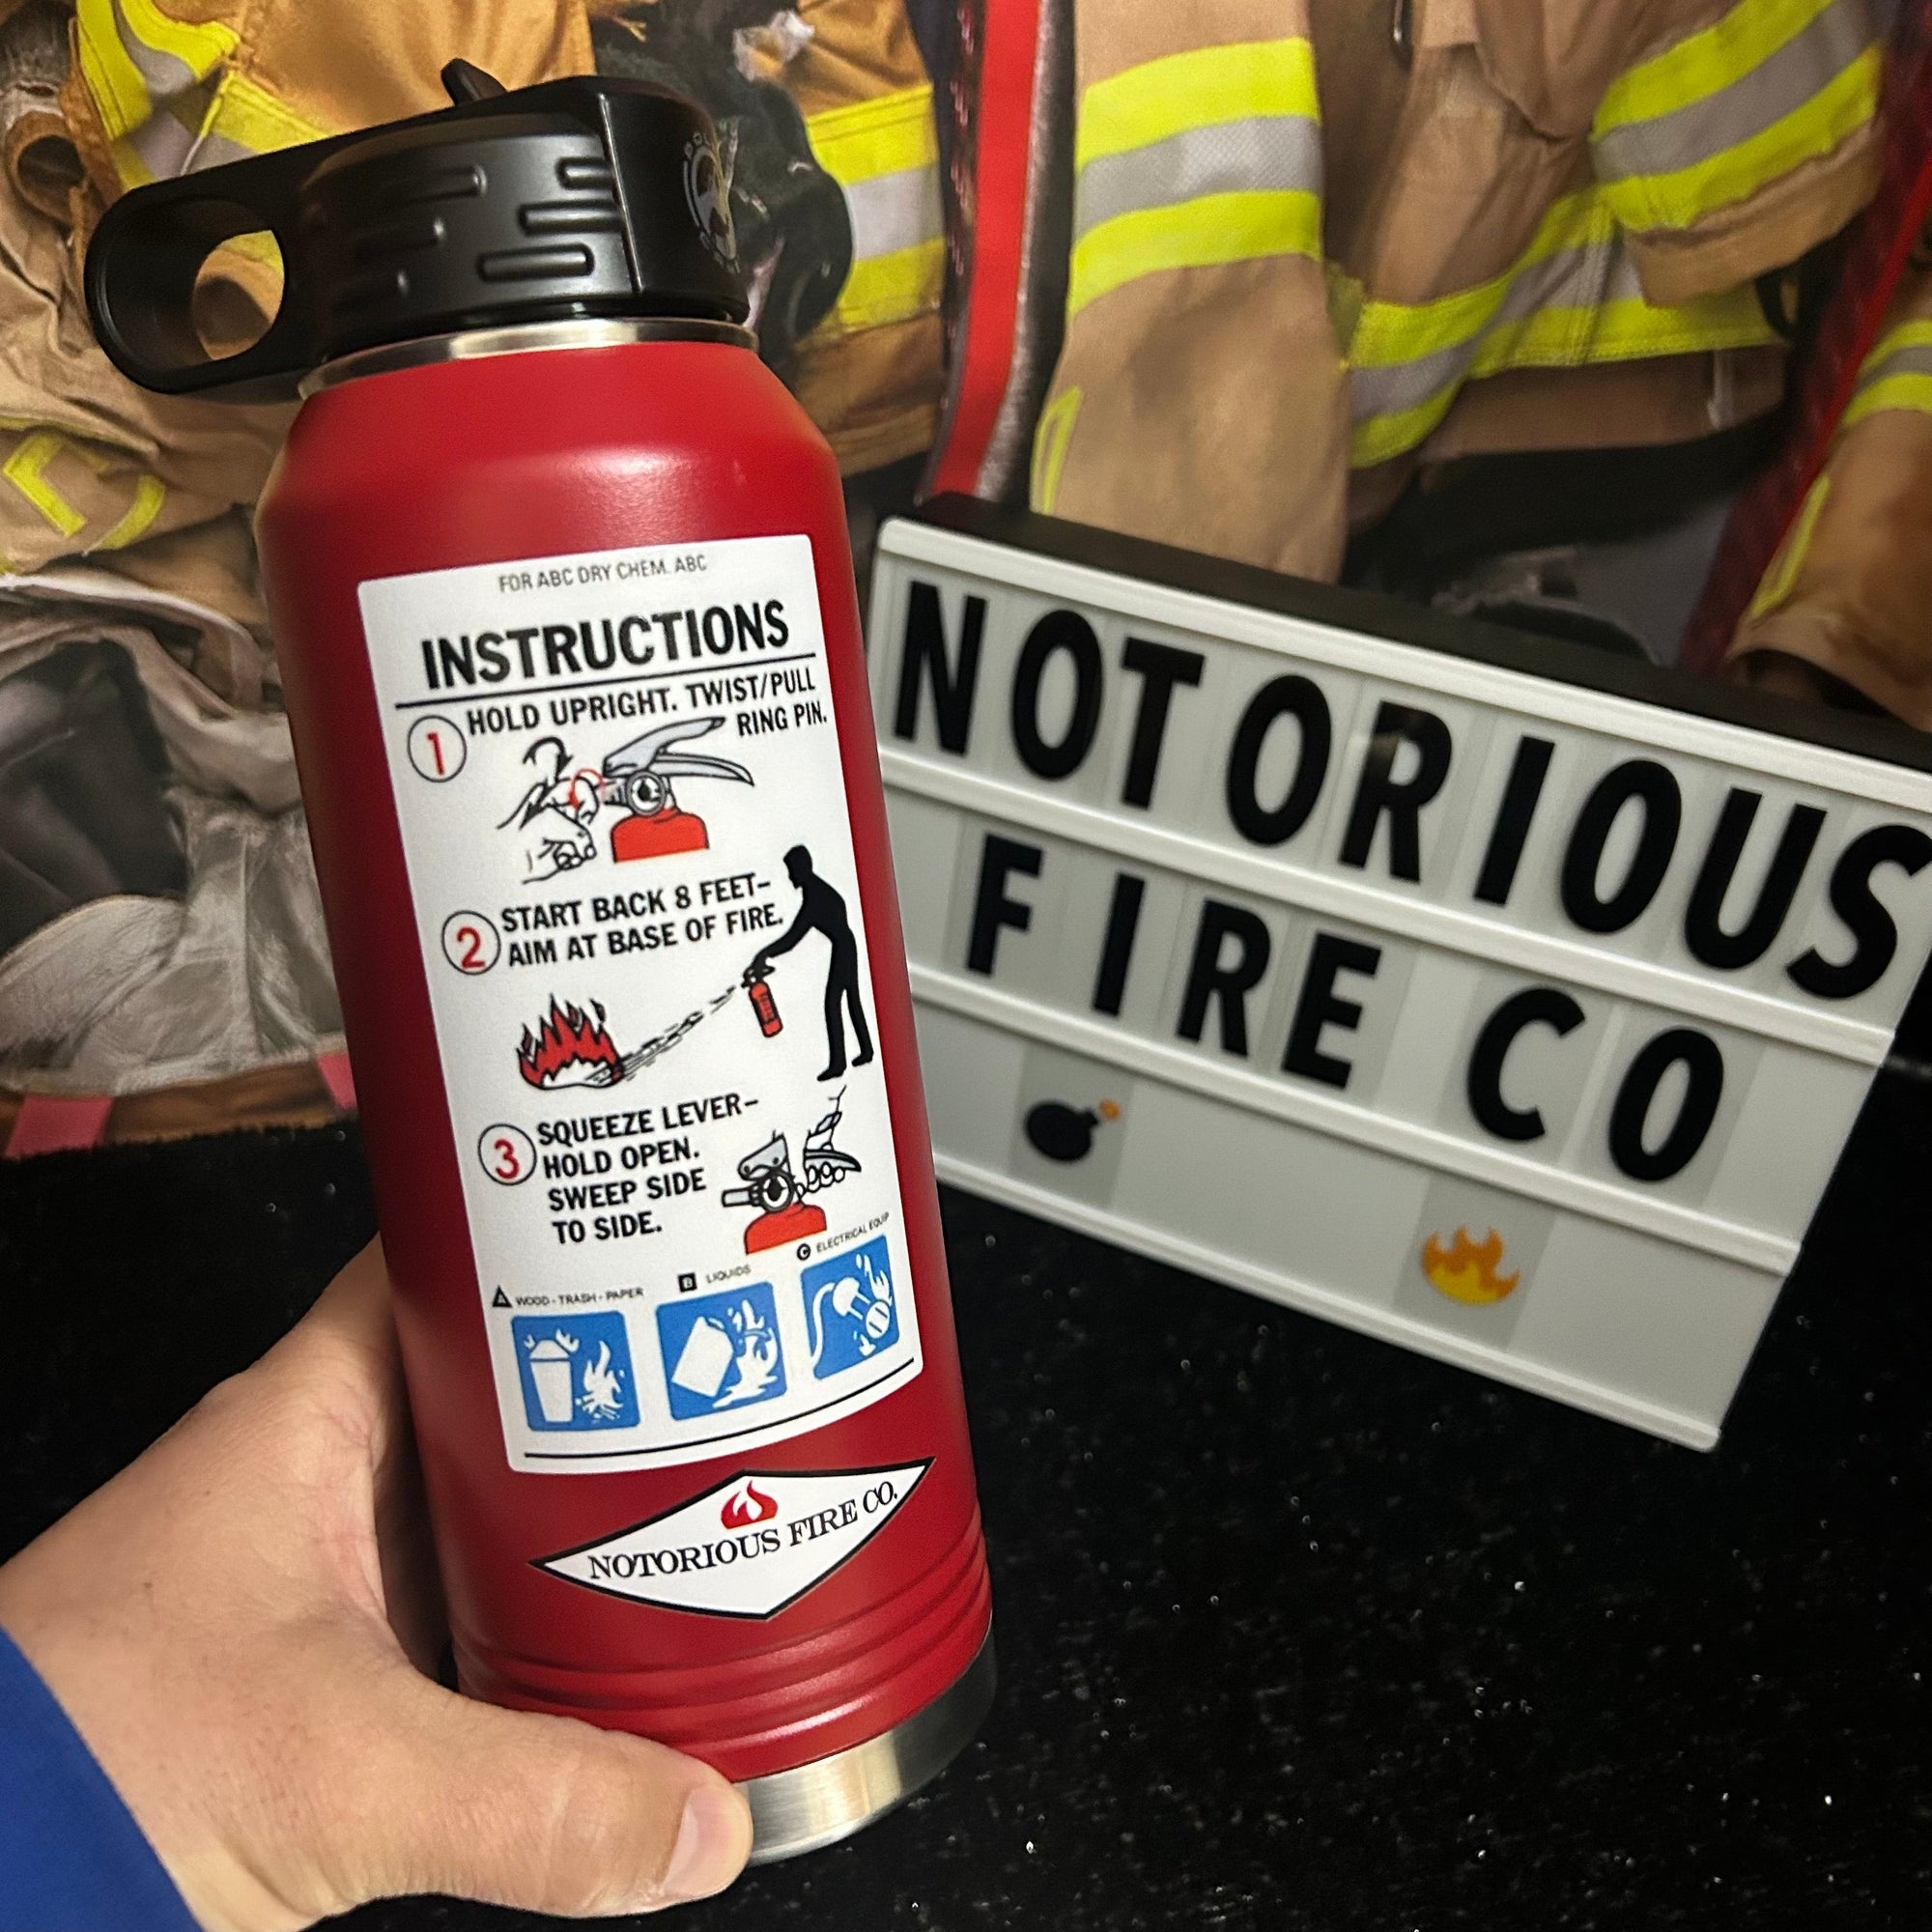 FOR ABC DRY CHEM. ABC
INSTRUCTIONS
1 HOLD UPRIGHT. TWIST/PULL
RING PIN.
2 START BACK 8 FEET–
AIM AT BASE OF FIRE.
3 SQUEEZE LEVER–
HOLD OPEN.
SWEEP SIDE
TO SIDE.
A WOOD - TRASH - PAPER
B LIQUIDS
C ELECTRICAL EQUIP
NOTORIOUS FIRE CO.
NOTORIOUS
FIRE CO